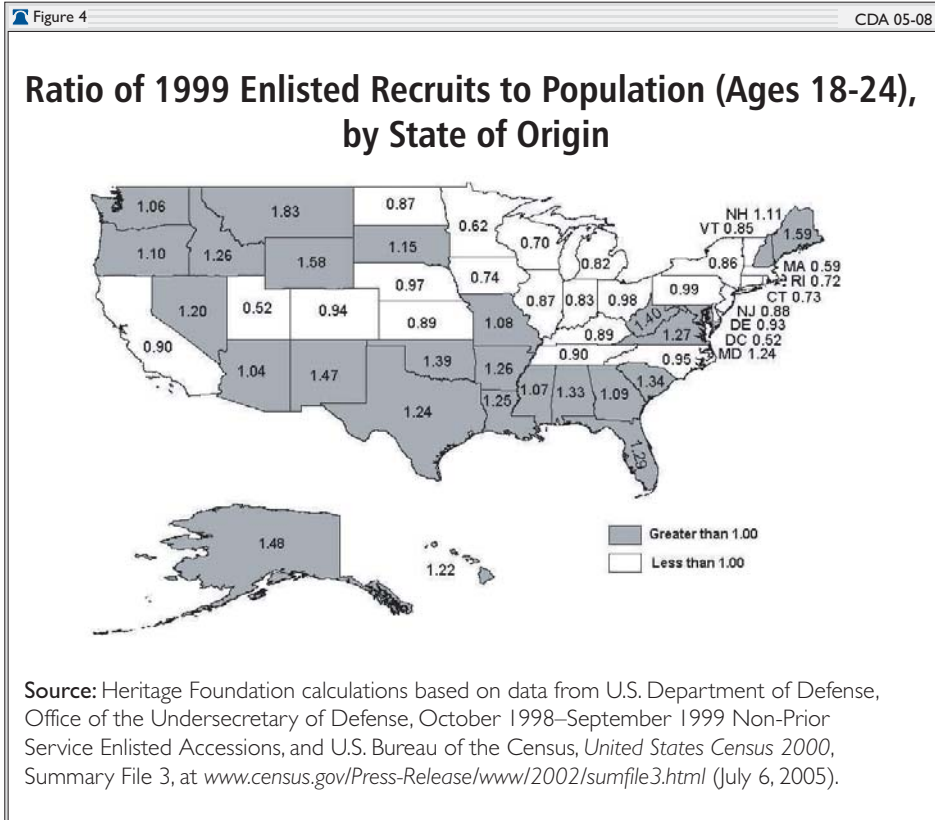 Figure 4
CDA 05-08
Ratio of 1999 Enlisted Recruits to Population (Ages 18-24),
by State of Origin
1.06
1.83
0.87
0.62
NH 1.11
VT 0.85
1.59
1.10
1.26
1.58
1.15
0.70
0.82
0.86
MA 0.59
RI 0.72
CT 0.73
NJ 0.88
DE 0.93
DC 0.52
MD 1.24
1.20
0.52
0.94
0.97
0.74
0.87
0.83
0.98
0.99
0.90
0.89
1.08
0.89
1.40
1.27
1.04
1.47
1.39
1.26
0.90
0.95
1.24
1.25
1.07
1.33
1.09
1.34
1.29
1.48
1.22
Greater than 1.00
Less than 1.00
Source: Heritage Foundation calculations based on data from U.S. Department of Defense,
Office of the Undersecretary of Defense, October 1998–September 1999 Non-Prior
Service Enlisted Accessions, and U.S. Bureau of the Census, United States Census 2000,
Summary File 3, at www.census.gov/Press-Release/www/2002/sumfile3.html (July 6, 2005).